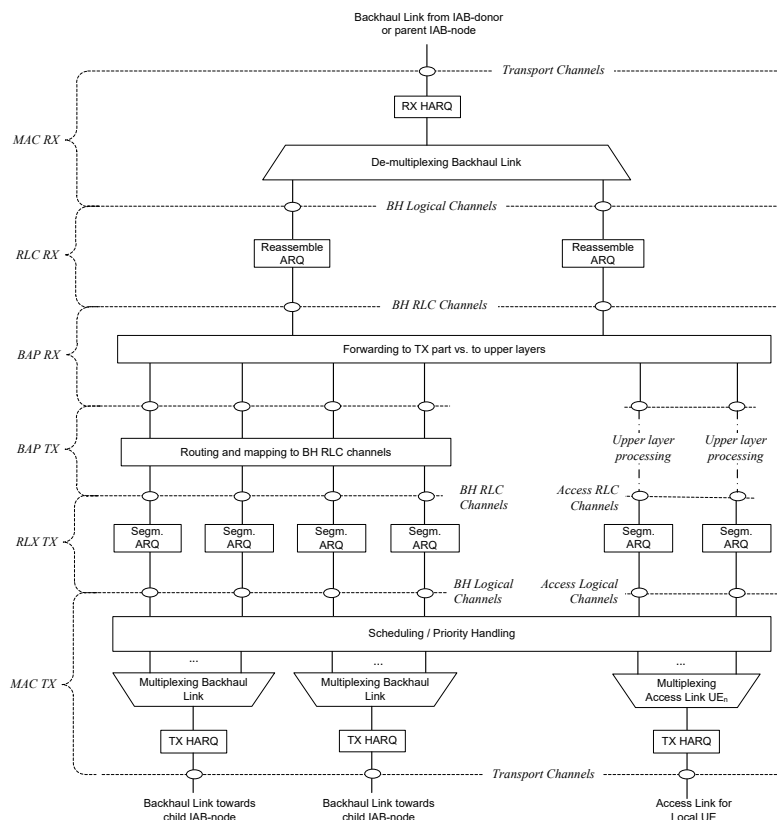 Backhaul Link from IAB-donor
or parent IAB-node
Transport Channels
RX HARQ
MAC RX
De-multiplexing Backhaul Link
BH Logical Channels
Reassemble
ARQ
Reassemble
ARQ
RLC RX
BH RLC Channels
Forwarding to TX part vs. to upper layers
BAP RX
BAP TX
Routing and mapping to BH RLC channels
Upper layer
processing
Upper layer
processing
BH RLC
Channels
Access RLC
Channels
RLX TX
Segm.
ARQ
Segm.
ARQ
Segm.
ARQ
Segm.
ARQ
Segm.
ARQ
Segm.
ARQ
BH Logical
Channels
Access Logical
Channels
Scheduling / Priority Handling
...
...
...
MAC TX
Multiplexing Backhaul
Link
Multiplexing Backhaul
Link
Multiplexing
Access Link UEn
TX HARQ
TX HARQ
TX HARQ
Transport Channels
Backhaul Link towards
child IAB-node
Backhaul Link towards
child IAB-node
Access Link for
Local UE